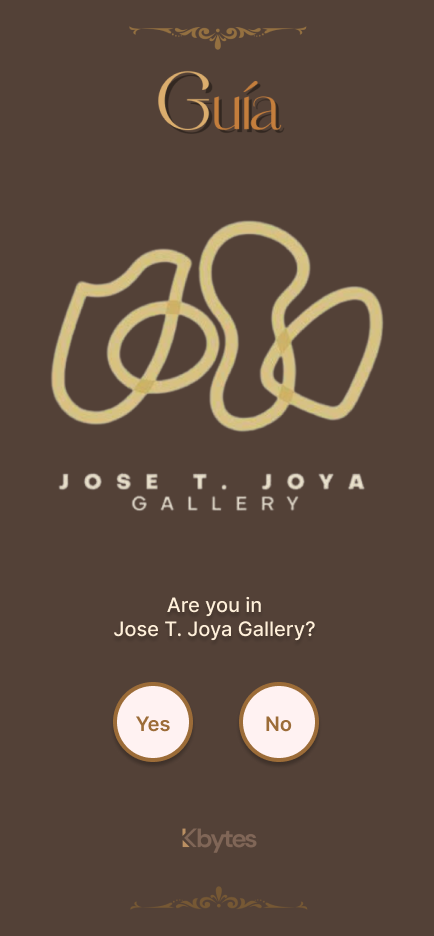 Guía
JOSE T. JOYA
GALLERY
Are you in
Jose T. Joya Gallery?
Yes
No
Kbytes